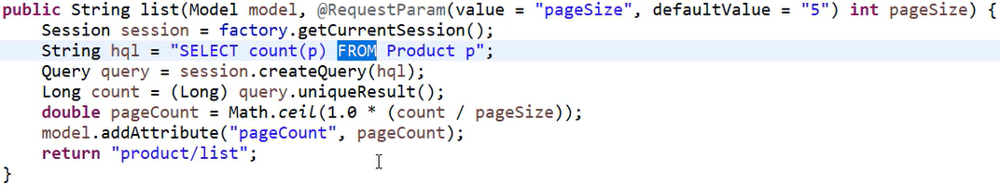 public String list(Model model, @RequestParam(value = "pageSize", defaultValue = "5") int pageSize) {
Session session = factory.getCurrentSession();
String hql = "SELECT count(p) FROM Product p";
Query query = session.createQuery(hql);
Long count = (Long) query.uniqueResult();
double pageCount = Math.ceil(1.0 * (count / pageSize));
model.addAttribute("pageCount", pageCount);
return "product/list";
}